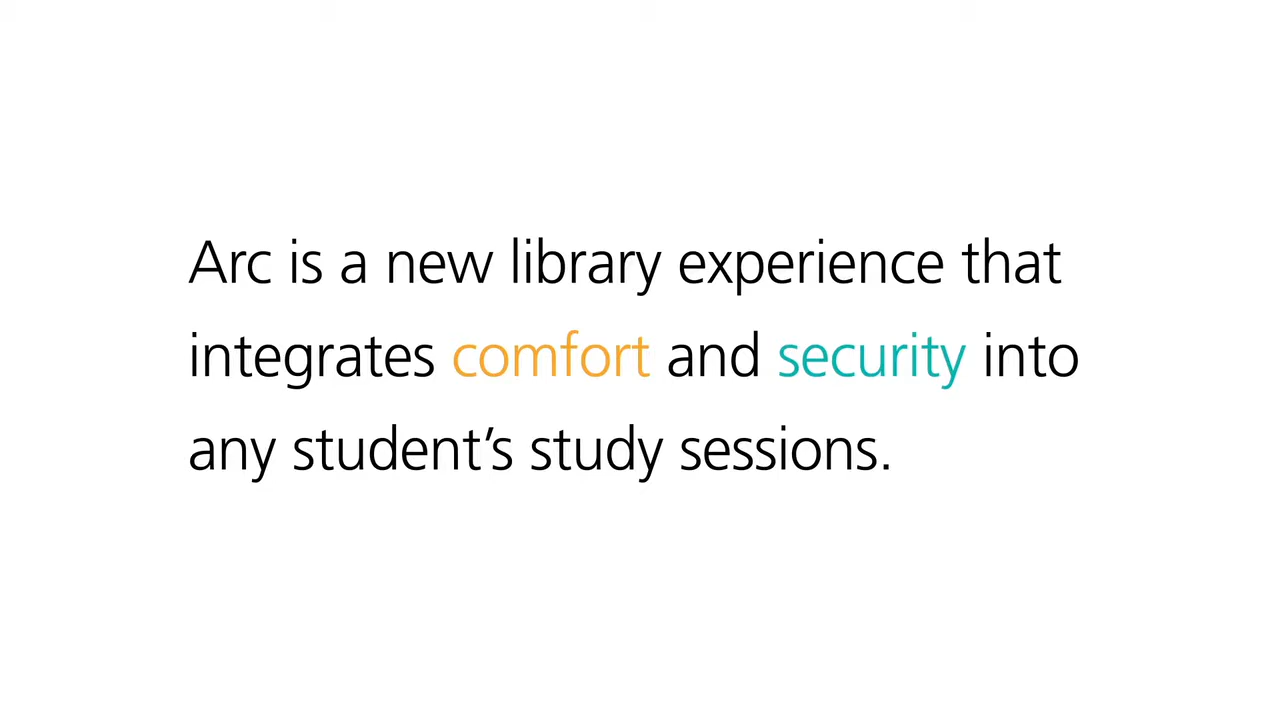 Arc is a new library experience that
integrates comfort and security into
any student’s study sessions.